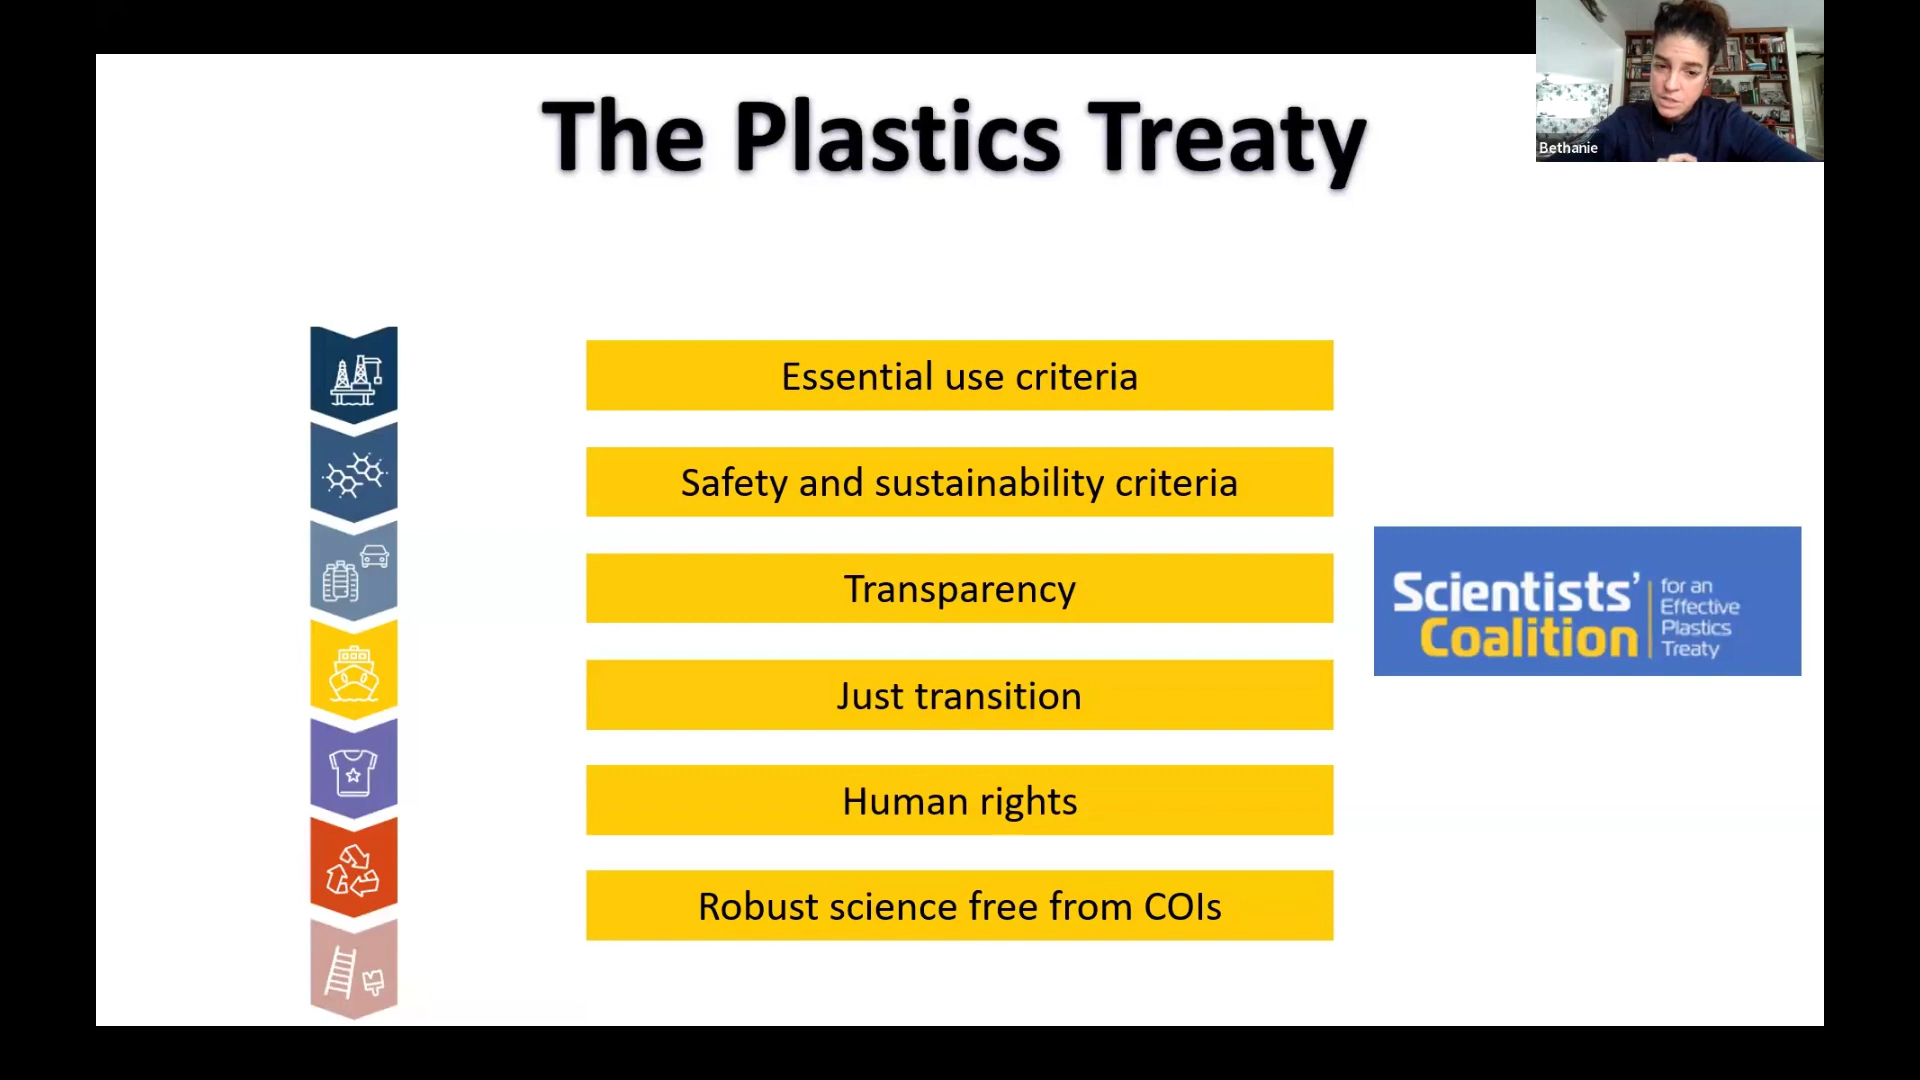 The Plastics Treaty
Bethanie
Essential use criteria
Safety and sustainability criteria
Transparency
Just transition
Human rights
Robust science free from COIs
Scientists’
Coalition
for an
Effective
Plastics
Treaty